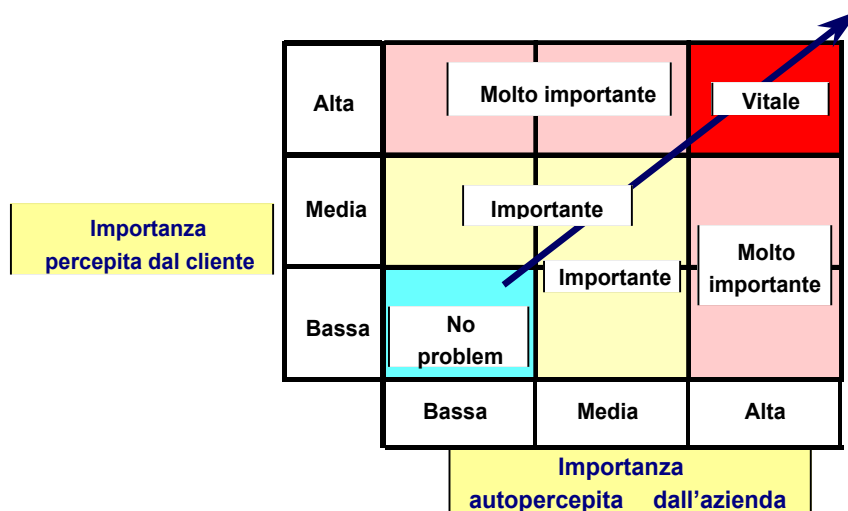 Alta
Molto importante
Vitale
Media
Importante
Importanza
percepita dal cliente
Molto
importante
Importante
Bassa
No
problem
Bassa
Media
Alta
Importanza
autopercepita dall'azienda